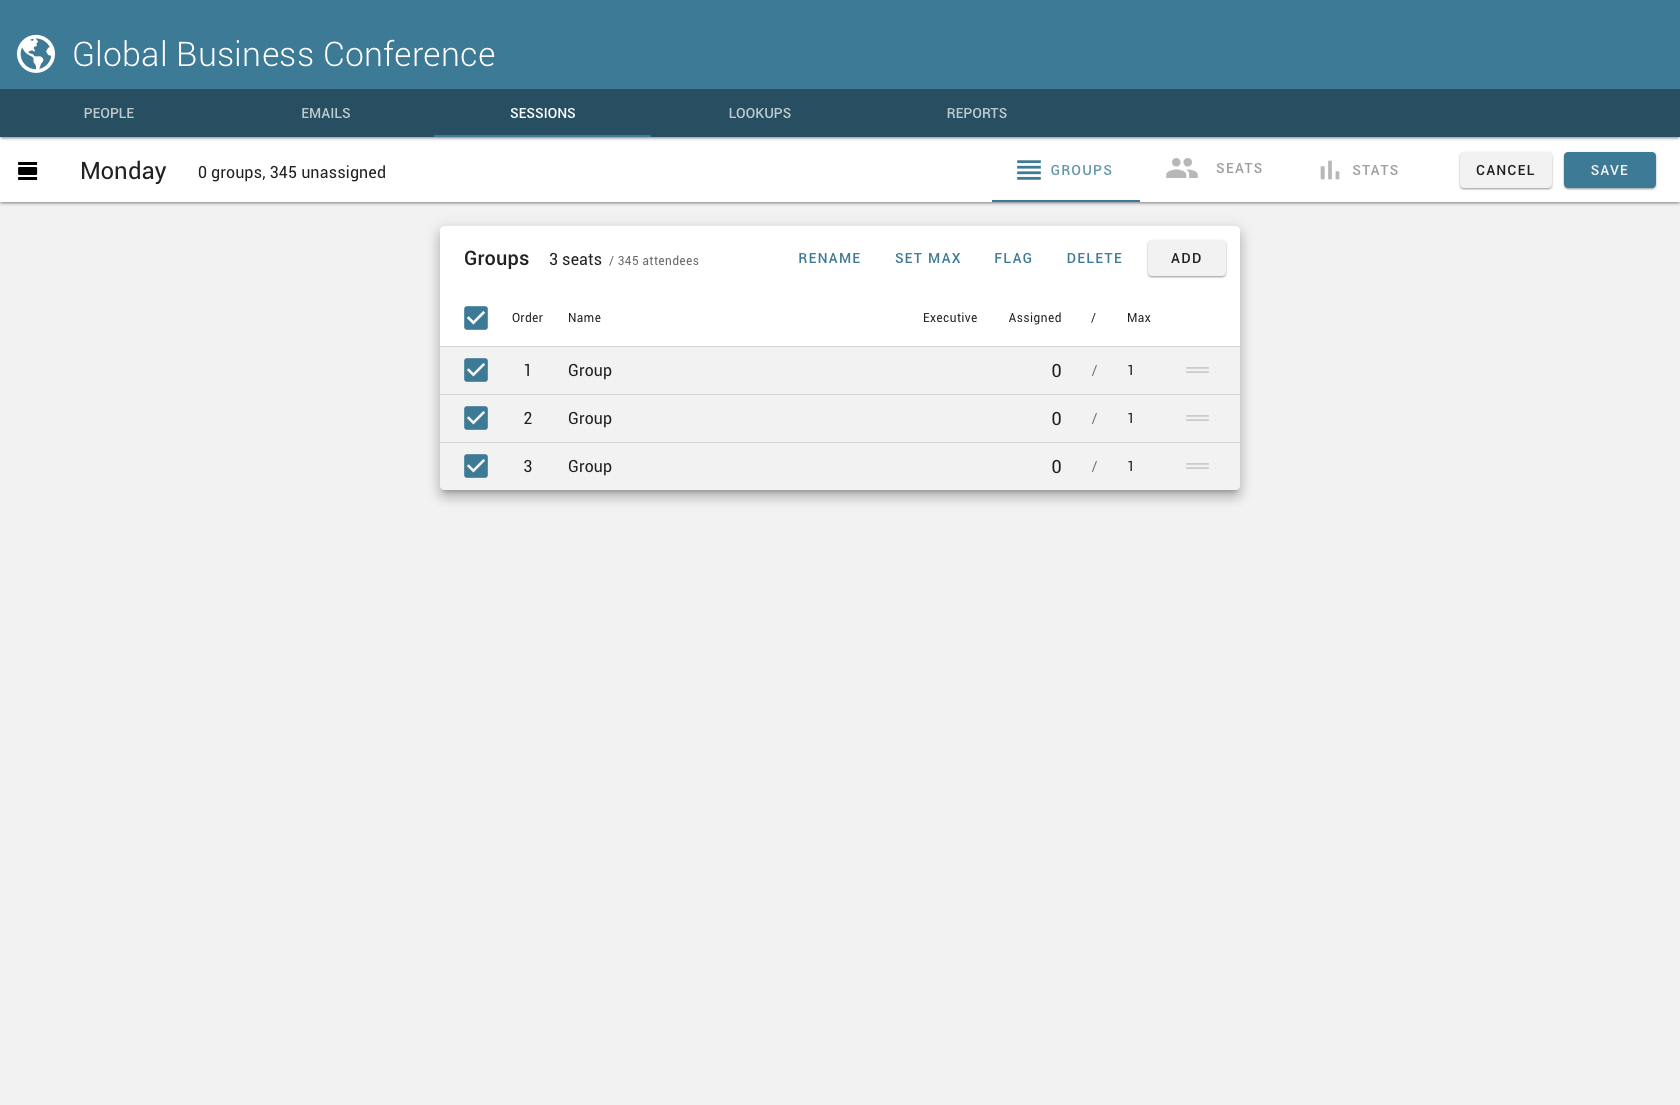 Global Business Conference
PEOPLE EMAILS SESSIONS LOOKUPS REPORTS
Monday 0 groups, 345 unassigned GROUPS SEATS STATS CANCEL SAVE
Groups 3 seats / 345 attendees RENAME SET MAX FLAG DELETE ADD
Order Name Executive Assigned / Max
1 Group 0 / 1
2 Group 0 / 1
3 Group 0 / 1